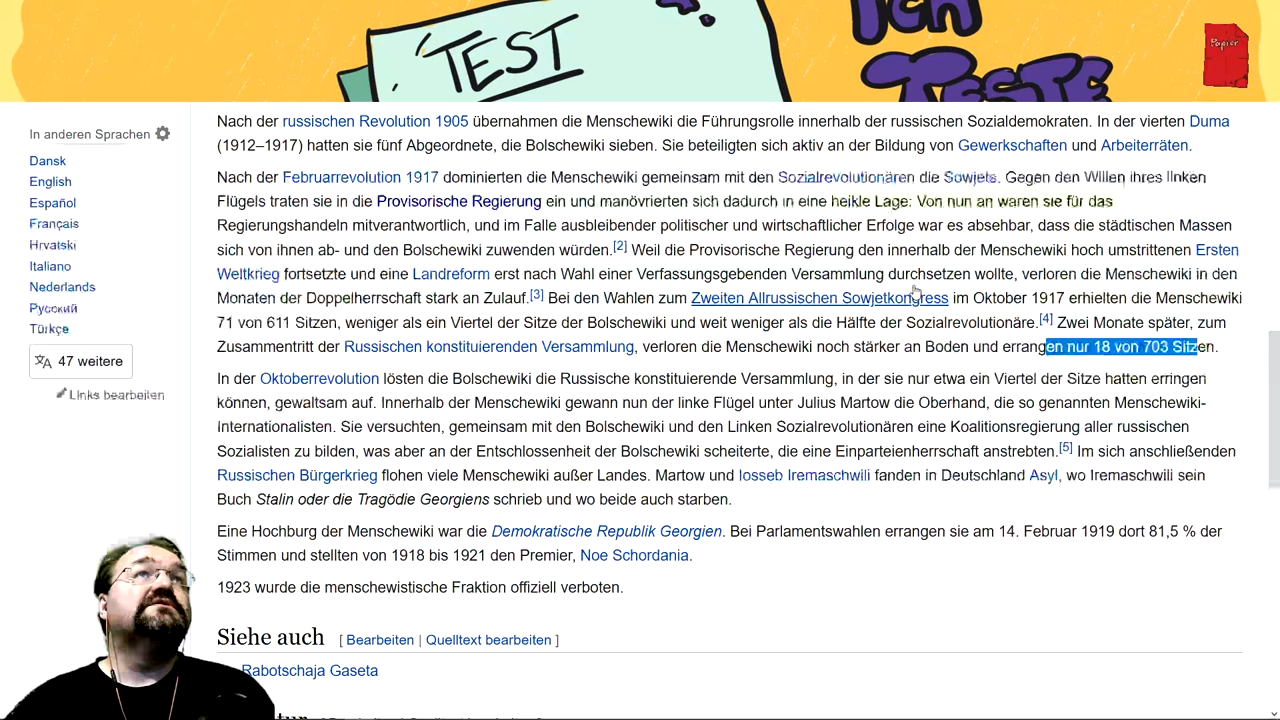 TEST
ICH
TESTE
Papier
In anderen Sprachen
Dansk
English
Español
Français
Hrvatski
Italiano
Nederlands
Русский
Türkçe
47 weitere
Links bearbeiten
Nach der russischen Revolution 1905 übernahmen die Menschewiki die Führungsrolle innerhalb der russischen Sozialdemokraten. In der vierten Duma
(1912–1917) hatten sie fünf Abgeordnete, die Bolschewiki sieben. Sie beteiligten sich aktiv an der Bildung von Gewerkschaften und Arbeiterräten.
Nach der Februarrevolution 1917 dominierten die Menschewiki gemeinsam mit den Sozialrevolutionären die Sowjets. Gegen den Willen ihres linken
Flügels traten sie in die Provisorische Regierung ein und manövrierten sich dadurch in eine heikle Lage: Von nun an waren sie für das
Regierungshandeln mitverantwortlich, und im Falle ausbleibender politischer und wirtschaftlicher Erfolge war es absehbar, dass die städtischen Massen
sich von ihnen ab- und den Bolschewiki zuwenden würden.[2] Weil die Provisorische Regierung den innerhalb der Menschewiki hoch umstrittenen Ersten
Weltkrieg fortsetzte und eine Landreform erst nach Wahl einer Verfassungsgebenden Versammlung durchsetzen wollte, verloren die Menschewiki in den
Monaten der Doppelherrschaft stark an Zulauf.[3] Bei den Wahlen zum Zweiten Allrussischen Sowjetkongress im Oktober 1917 erhielten die Menschewiki
71 von 611 Sitzen, weniger als ein Viertel der Sitze der Bolschewiki und weit weniger als die Hälfte der Sozialrevolutionäre.[4] Zwei Monate später, zum
Zusammentritt der Russischen konstituierenden Versammlung, verloren die Menschewiki noch stärker an Boden und errangen nur 18 von 703 Sitzen.
In der Oktoberrevolution lösten die Bolschewiki die Russische konstituierende Versammlung, in der sie nur etwa ein Viertel der Sitze hatten erringen
können, gewaltsam auf. Innerhalb der Menschewiki gewann nun der linke Flügel unter Julius Martow die Oberhand, die so genannten Menschewiki-
Internationalisten. Sie versuchten, gemeinsam mit den Bolschewiki und den Linken Sozialrevolutionären eine Koalitionsregierung aller russischen
Sozialisten zu bilden, was aber an der Entschlossenheit der Bolschewiki scheiterte, die eine Einparteienherrschaft anstrebten.[5] Im sich anschließenden
Russischen Bürgerkrieg flohen viele Menschewiki außer Landes. Martow und Iosseb Iremaschwili fanden in Deutschland Asyl, wo Iremaschwili sein
Buch Stalin oder die Tragödie Georgiens schrieb und wo beide auch starben.
Eine Hochburg der Menschewiki war die Demokratische Republik Georgien. Bei Parlamentswahlen errangen sie am 14. Februar 1919 dort 81,5 % der
Stimmen und stellten von 1918 bis 1921 den Premier, Noe Schordania.
1923 wurde die menschewistische Fraktion offiziell verboten.
Siehe auch [ Bearbeiten | Quelltext bearbeiten ]
Rabotschaja Gaseta